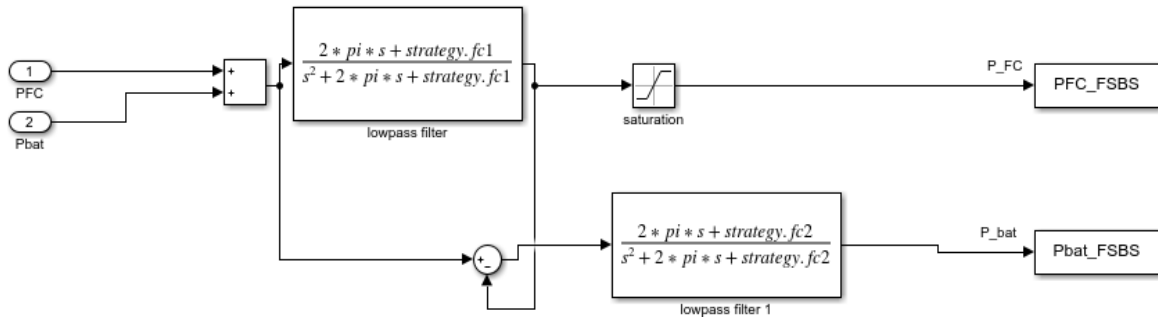 1
PFC
2
Pbat
+
+
2 * pi * s + strategy. fc1
s² + 2 * pi * s + strategy. fc1
lowpass filter
saturation
P_FC
PFC_FSBS
+
-
2 * pi * s + strategy. fc2
s² + 2 * pi * s + strategy. fc2
lowpass filter 1
P_bat
Pbat_FSBS